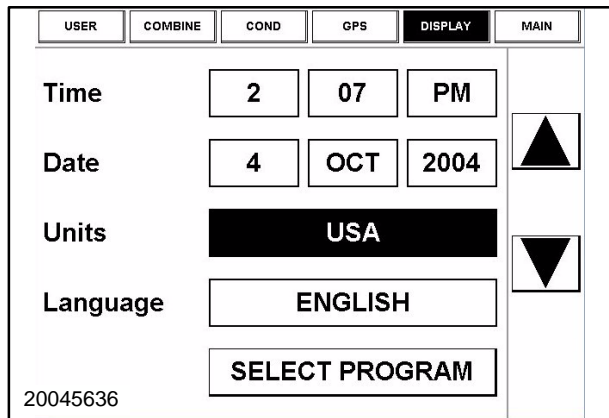 USER COMBINE COND GPS DISPLAY MAIN
Time 2 07 PM
Date 4 OCT 2004
Units USA
Language ENGLISH
SELECT PROGRAM
20045636